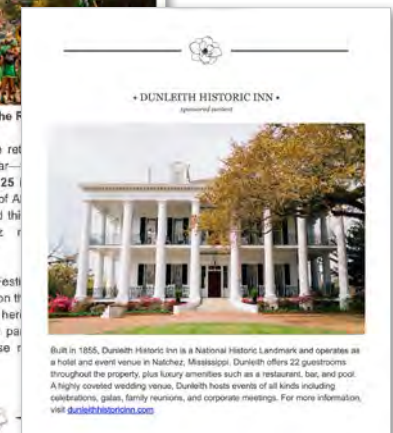 • DUNLEITH HISTORIC INN •
sponsored content
Built in 1855, Dunleith Historic Inn is a National Historic Landmark and operates as
a hotel and event venue in Natchez, Mississippi. Dunleith offers 22 guestrooms
throughout the property, plus luxury amenities such as a restaurant, bar, and pool.
A highly coveted wedding venue, Dunleith hosts events of all kinds including
celebrations, galas, family reunions, and corporate meetings. For more information,
visit dunleithhistoricinn.com
he
25
of